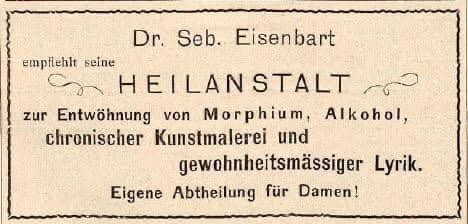 Dr. Seb. Eisenbart
empfiehlt seine
HEILANSTALT
zur Entwöhnung von Morphium, Alkohol,
chronischer Kunstmalerei und
gewohnheitsmässiger Lyrik.
Eigene Abtheilung für Damen!